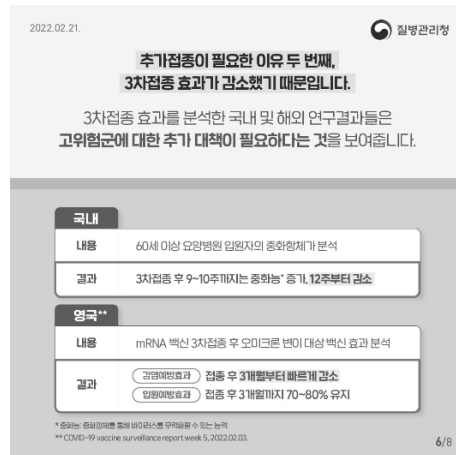 2022.02.21.
질병관리청
추가접종이 필요한 이유 두 번째,
3차접종 효과가 감소했기 때문입니다.
3차접종 효과를 분석한 국내 및 해외 연구결과들은
고위험군에 대한 추가 대책이 필요하다는 것을 보여줍니다.
국내
내용 60세 이상 요양병원 입원자의 중화항체가 분석
결과 3차접종 후 9~10주까지는 중화능* 증가, 12주부터 감소
영국**
내용 mRNA 백신 3차접종 후 오미크론 변이 대상 백신 효과 분석
결과
감염예방효과 접종 후 3개월부터 빠르게 감소
입원예방효과 접종 후 3개월까지 70~80% 유지
* 중화능: 중화항체를 통해 바이러스를 무력화할 수 있는 능력
** COVID-19 vaccine surveillance report week 5, 2022.02.03.
6/8